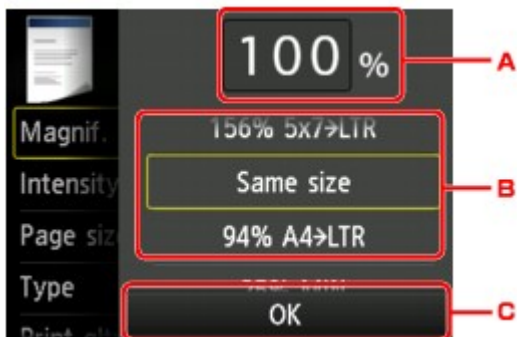 100 %
A
Magnif.
156% 5x7→LTR
Intensity
Same size
B
Page siz
94% A4→LTR
Type
OK
C